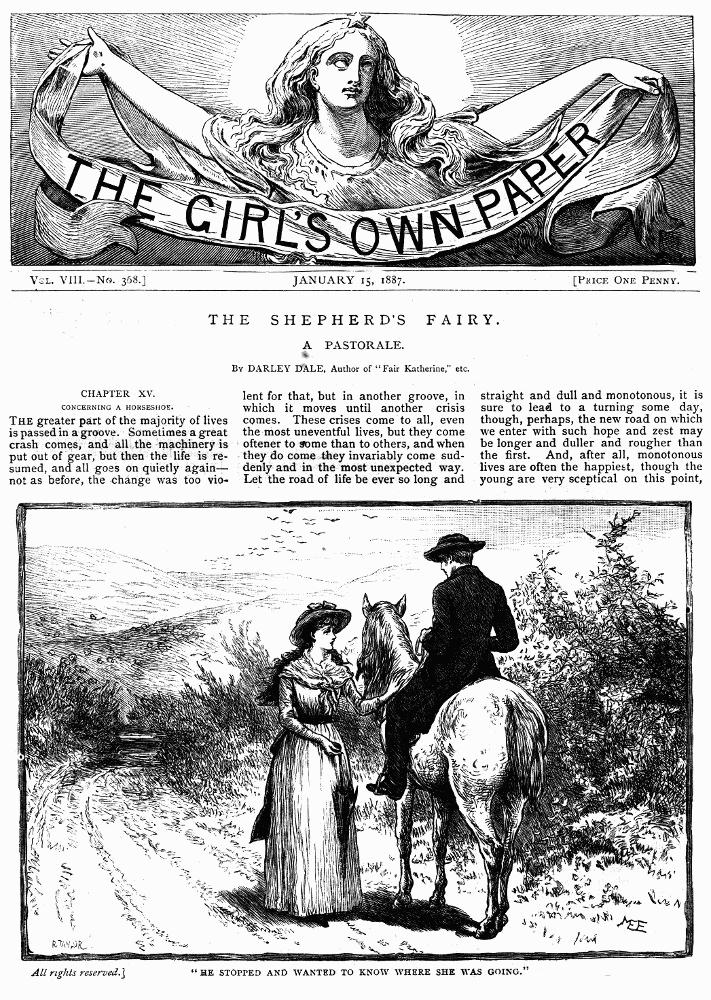 THE GIRL'S OWN PAPER
VOL. VIII.—No. 368.]
JANUARY 15, 1887.
[PRICE ONE PENNY.
THE SHEPHERD'S FAIRY.
A PASTORALE.
By DARLEY DALE, Author of "Fair Katherine," etc.
CHAPTER XV.
CONCERNING A HORSESHOE.
THE greater part of the majority of lives
is passed in a groove. Sometimes a great
crash comes, and all the machinery is
put out of gear, but then the life is re-
sumed, and all goes on quietly again—
not as before, the change was too vio-
lent for that, but in another groove, in
which it moves until another crisis
comes. These crises come to all, even
the most uneventful lives, but they come
oftener to some than to others, and when
they do come they invariably come sud-
denly and in the most unexpected way.
Let the road of life be ever so long and
straight and dull and monotonous, it is
sure to lead to a turning some day,
though, perhaps, the new road on which
we enter with such hope and zest may
be longer and duller and rougher than
the first. And, after all, monotonous
lives are often the happiest, though the
young are very sceptical on this point,
R. TAYLOR
MEE
All rights reserved.]
"HE STOPPED AND WANTED TO KNOW WHERE SHE WAS GOING."